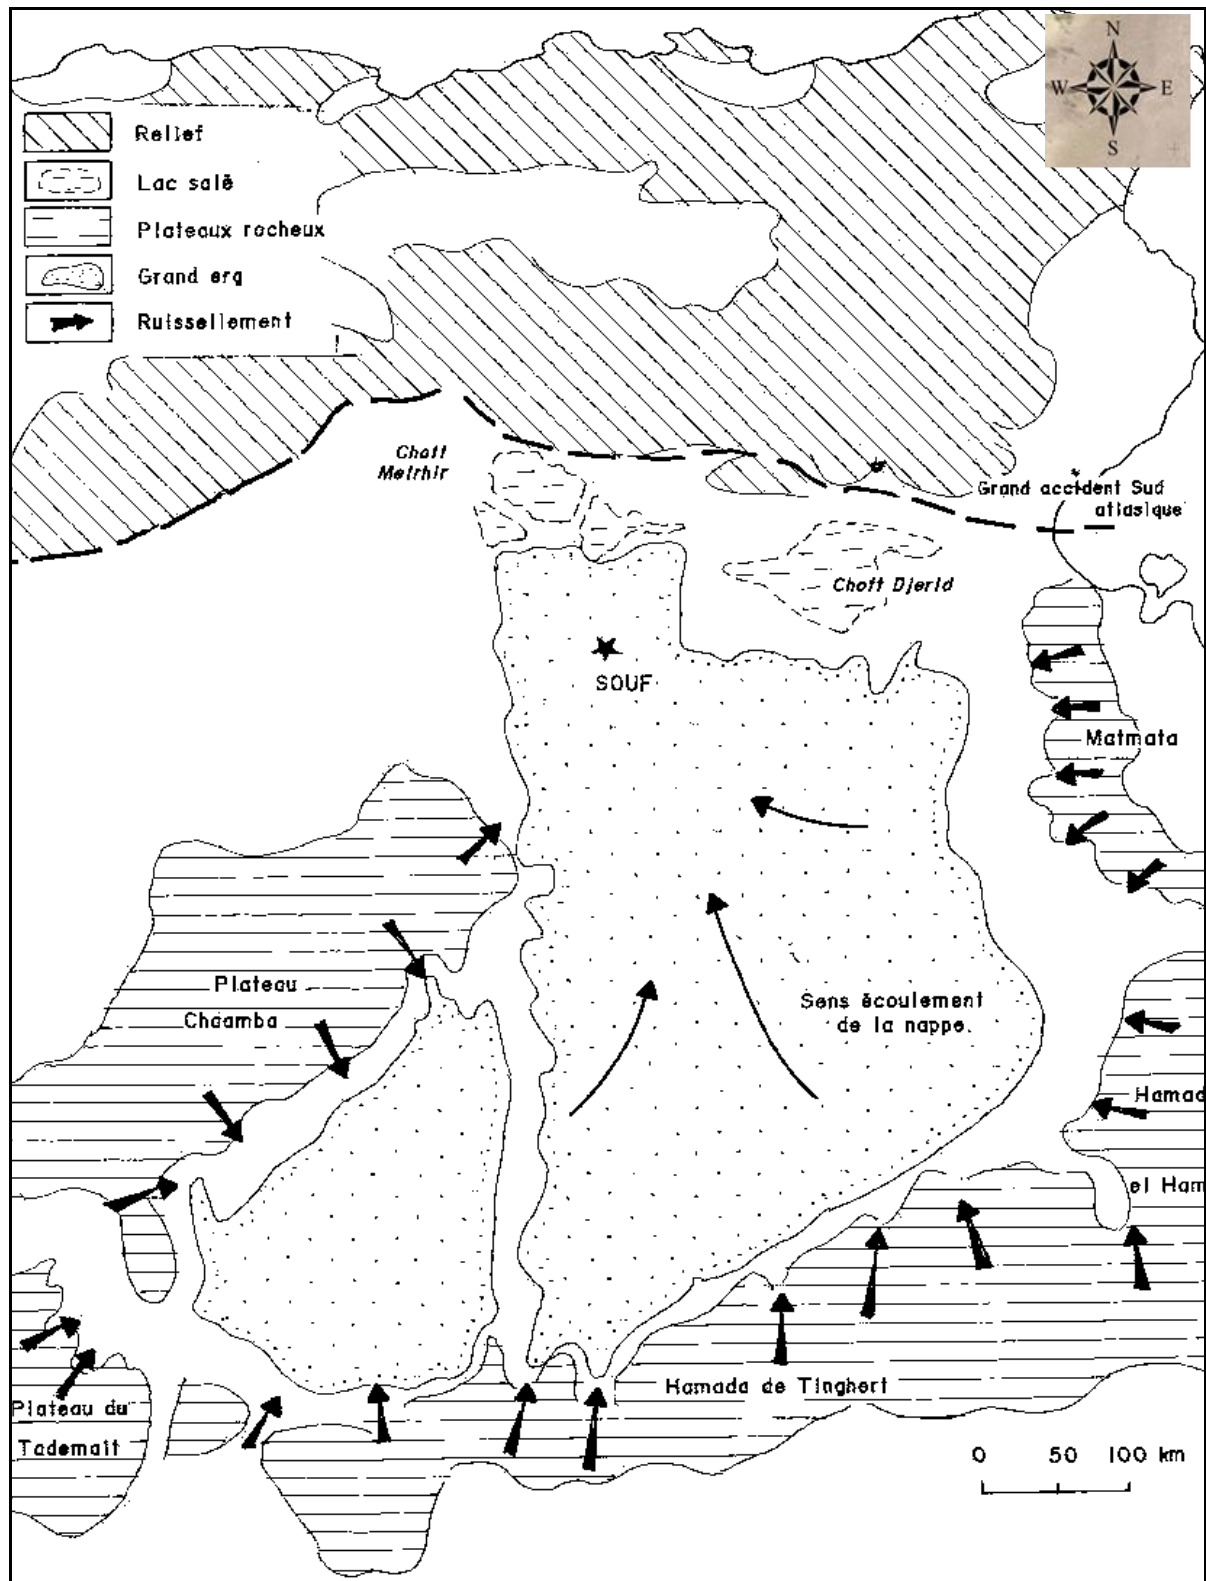 N
W E
S
Relief
Lac salé
Plateaux rocheux
Grand erg
Ruissellement
Chott
Melrhir
Grand accident Sud
atlasique
Chott Djerid
SOUF
Matmata
Plateau
Chaamba
Sens écoulement
de la nappe.
Hamad
el Ham
Hamada de Tinghert
Plateau du
Tademait
0 50 100 km